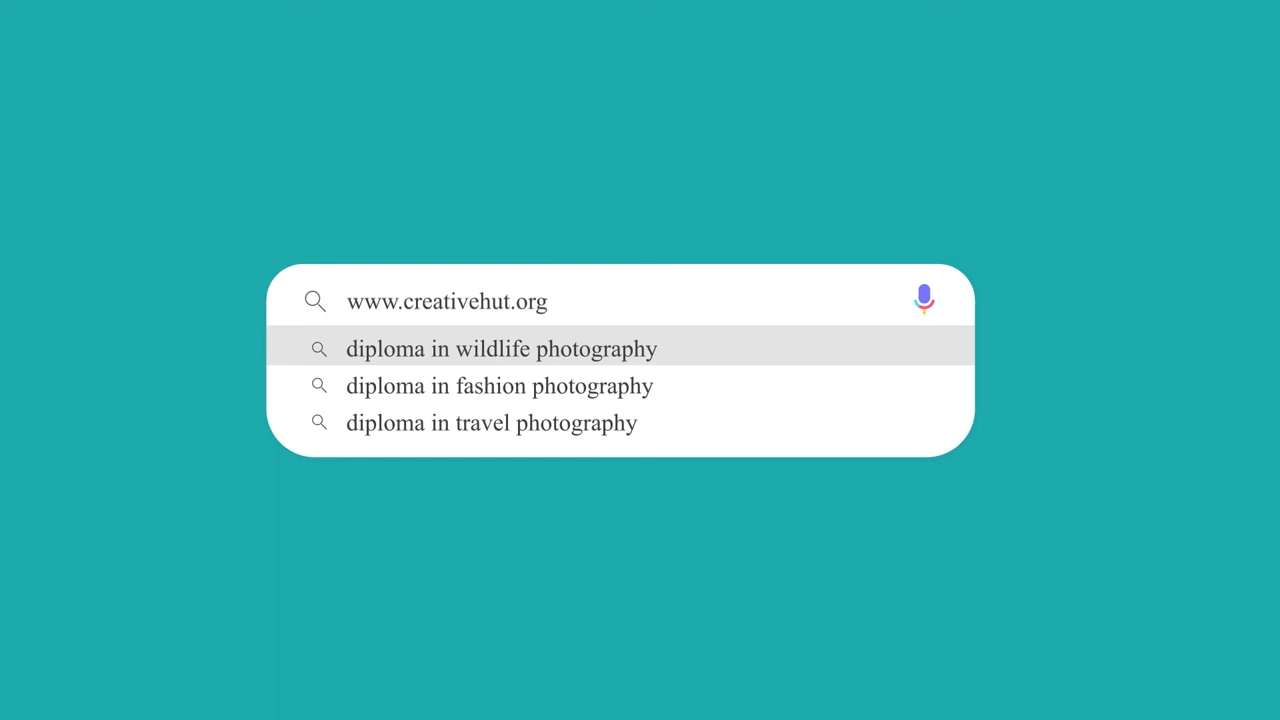 www.creativehut.org
diploma in wildlife photography
diploma in fashion photography
diploma in travel photography